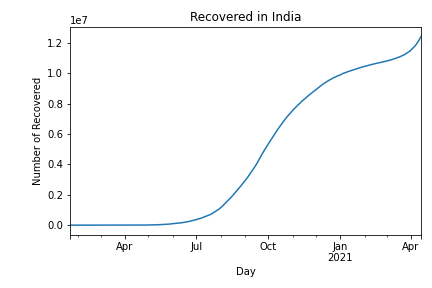 Recovered in India
1e7
1.2
1.0
0.8
0.6
0.4
0.2
0.0
Number of Recovered
Apr Jul Oct Jan Apr
2021
Day